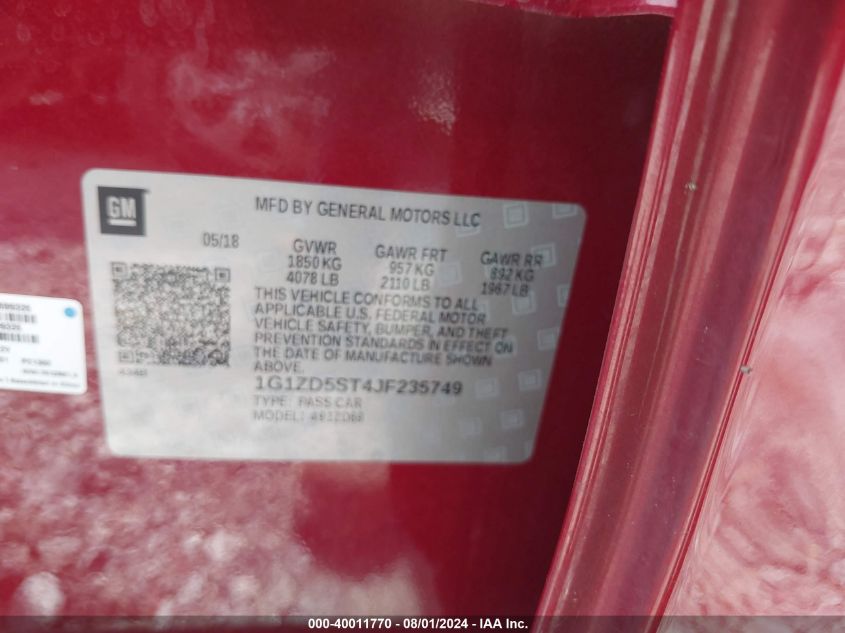 GM
MFD BY GENERAL MOTORS LLC
05/18
GVWR GAWR FRT GAWR RR
1850 KG 957 KG 892 KG
4078 LB 2110 LB 1967 LB
THIS VEHICLE CONFORMS TO ALL
APPLICABLE U.S. FEDERAL MOTOR
VEHICLE SAFETY, BUMPER, AND THEFT
PREVENTION STANDARDS IN EFFECT ON
THE DATE OF MANUFACTURE SHOWN
ABOVE.
1G1ZD5ST4JF235749
TYPE: PASS CAR
MODEL:
000-40011770 - 08/01/2024 - IAA Inc.